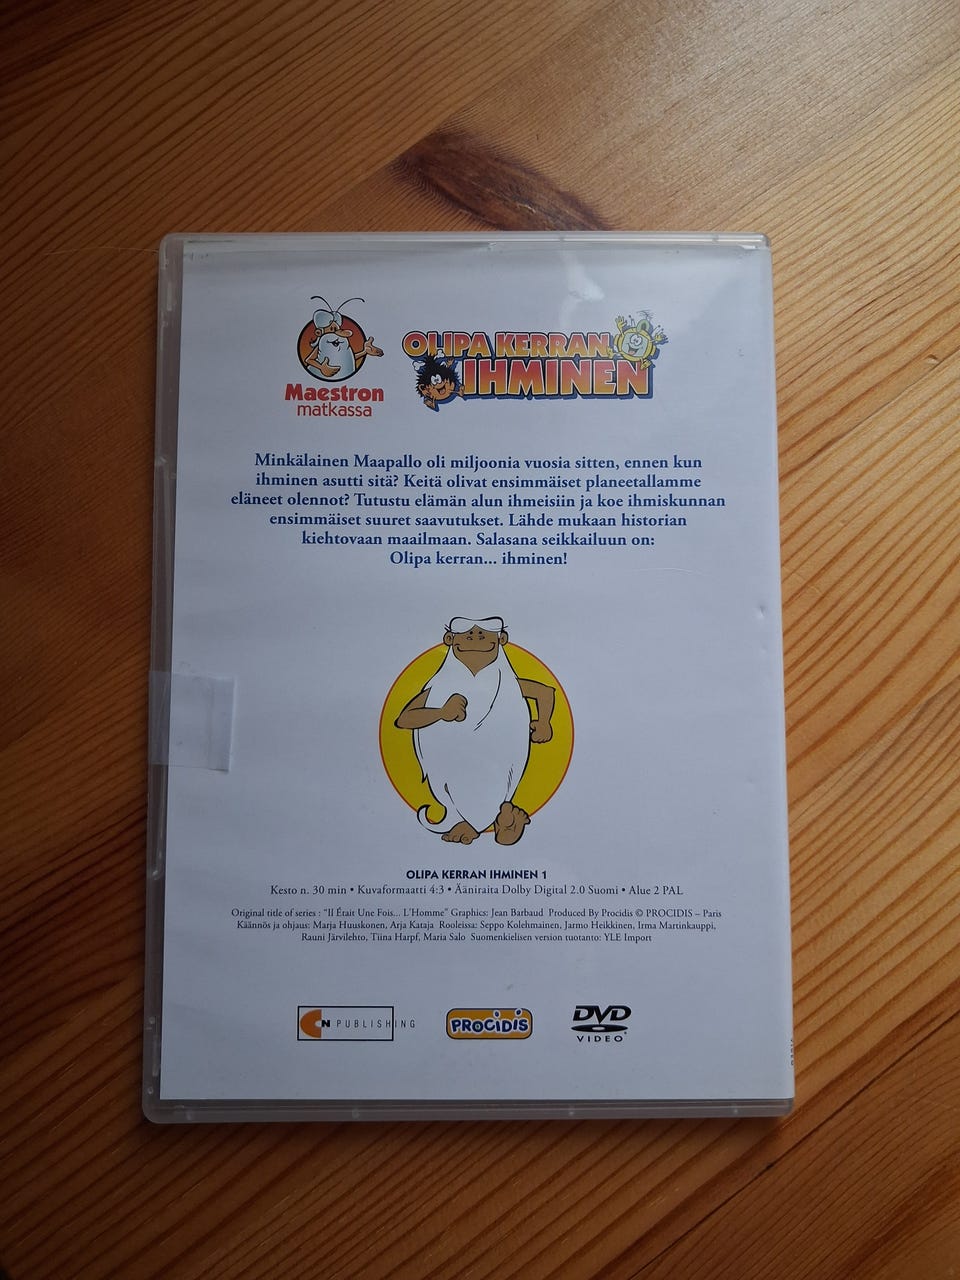 Maestron
matkassa
OLIPA KERRAN
IHMINEN
Minkälainen Maapallo oli miljoonia vuosia sitten, ennen kun
ihminen asutti sitä? Keitä olivat ensimmäiset planeetallamme
eläneet olennot? Tutustu elämän alun ihmeisiin ja koe ihmiskunnan
ensimmäiset suuret saavutukset. Lähde mukaan historian
kiehtovaan maailmaan. Salasana seikkailuun on:
Olipa kerran... ihminen!
OLIPA KERRAN IHMINEN 1
Kesto n. 30 min • Kuvaformaatti 4:3 • Ääniraita Dolby Digital 2.0 Suomi • Alue 2 PAL
Original title of series : “Il Était Une Fois... L’Homme” Graphics: Jean Barbaud Produced By Procidis © PROCIDIS – Paris
Käännös ja ohjaus: Marja Huuskonen, Arja Kataja Rooleissa: Seppo Kolehmainen, Jarmo Heikkinen, Irma Martinkauppi,
Rauni Järvilehto, Tiina Harpf, Maria Salo Suomenkielisen version tuotanto: YLE Import
CN PUBLISHING
PROCIDIS
DVD
VIDEO